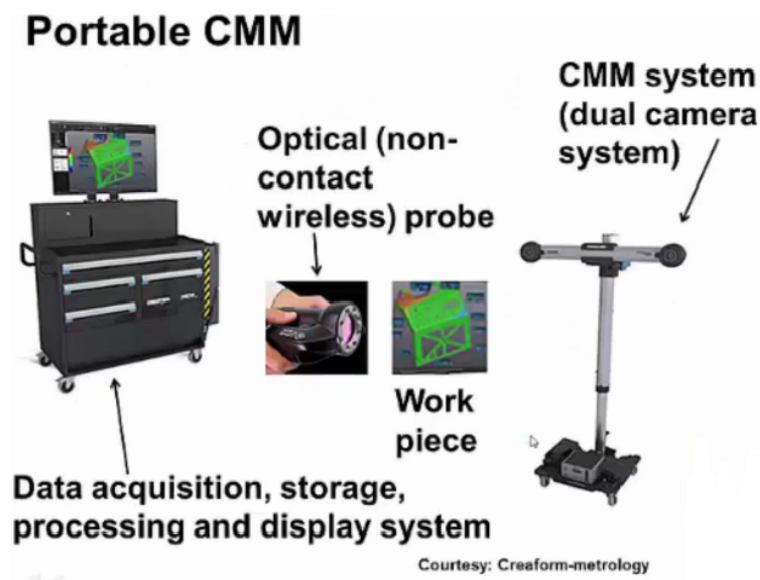 Portable CMM
CMM system
(dual camera
system)
Optical (non-
contact
wireless) probe
Work
piece
Data acquisition, storage,
processing and display system
Courtesy: Creaform-metrology